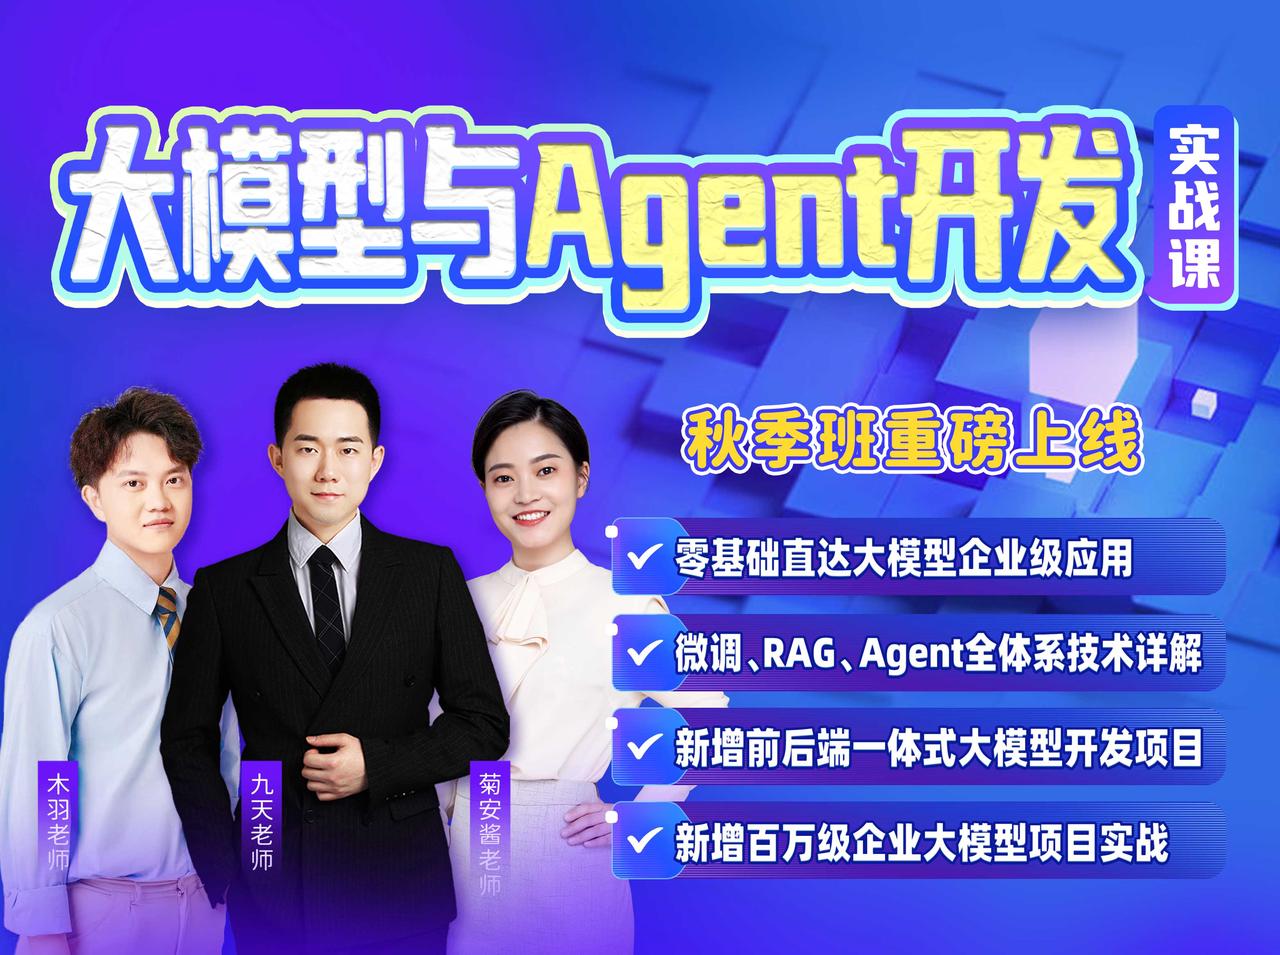 大模型与Agent开发
实战课
秋季班重磅上线
零基础直达大模型企业级应用
微调、RAG、Agent全体系技术详解
新增前后端一体式大模型开发项目
新增百万级企业大模型项目实战
木羽老师
九天老师
菊安酱老师